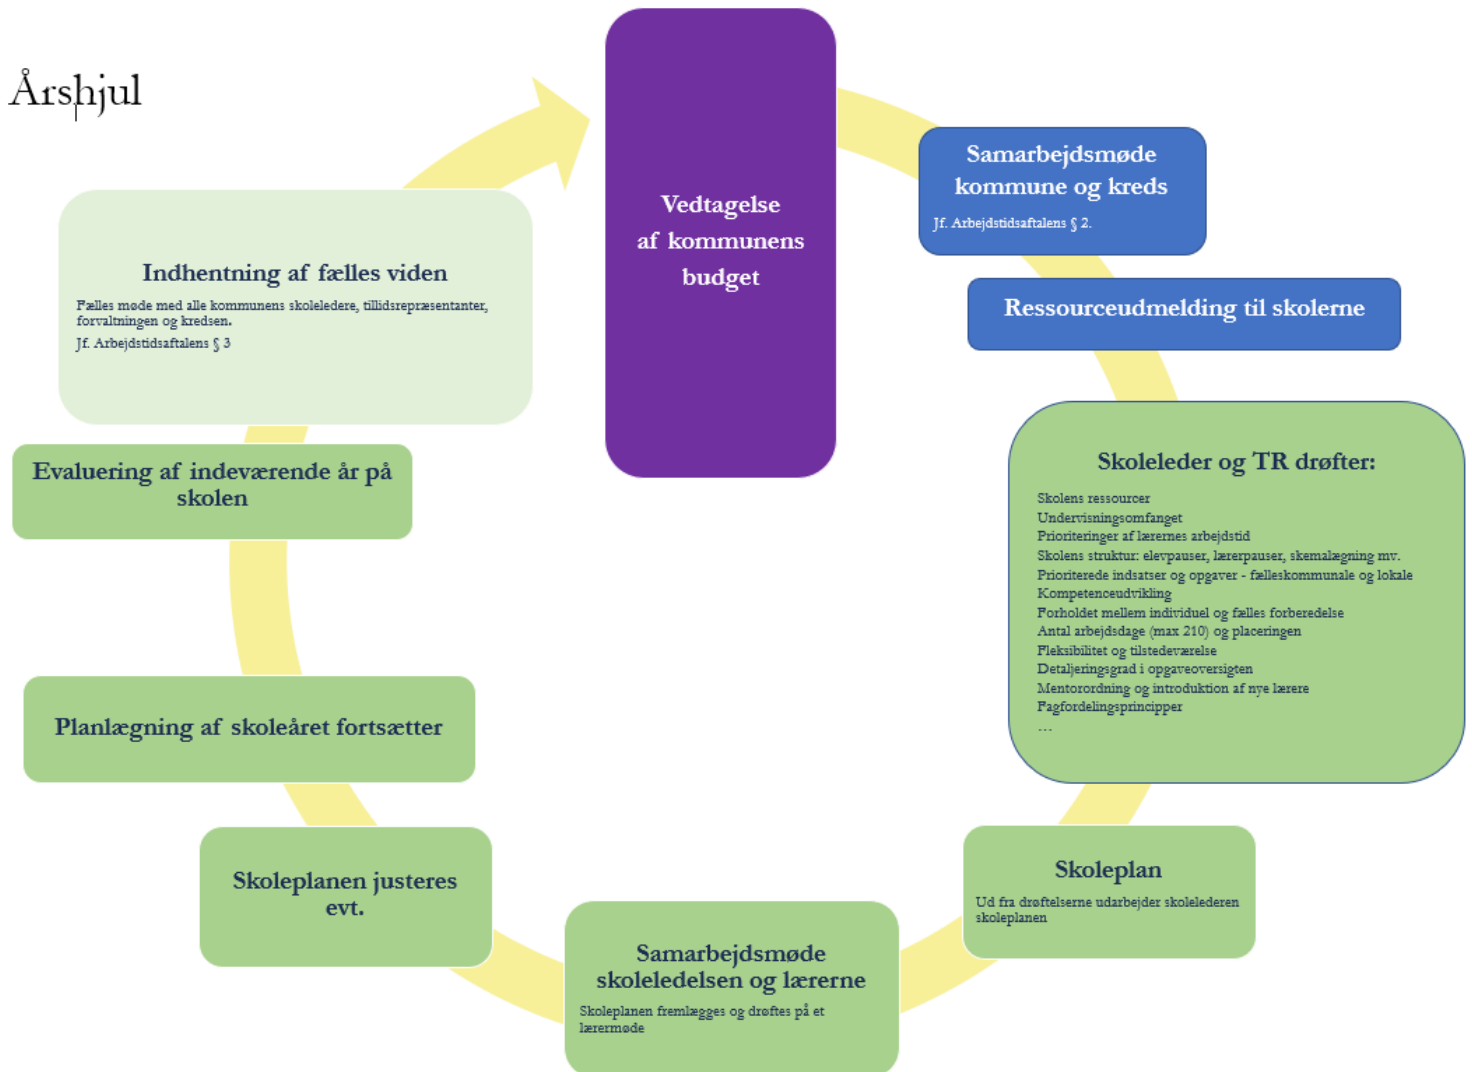 Årshjul
Vedtagelse
af kommunens
budget
Samarbejdsmøde
kommune og kreds
Jf. Arbejdstidsaftalens § 2.
Ressourceudmelding til skolerne
Skoleleder og TR drøfter:
Skolens ressourcer
Undervisningsomfanget
Prioriteringer af lærernes arbejdstid
Skolens struktur: elevpauser, lærerpauser, skemalægning mv.
Prioriterede indsatser og opgaver - fælleskommunale og lokale
Kompetenceudvikling
Forholdet mellem individuel og fælles forberedelse
Antal arbejdsdage (max 210) og placeringen
Fleksibilitet og tilstedeværelse
Detaljeringsgrad i opgaveoversigten
Mentorordning og introduktion af nye lærere
Fagfordelingsprincipper
...
Skoleplan
Ud fra drøftelserne udarbejder skolelederen
skoleplanen
Samarbejdsmøde
skoleledelsen og lærerne
Skoleplanen fremlægges og drøftes på et
lærermøde
Skoleplanen justeres
evt.
Planlægning af skoleåret fortsætter
Evaluering af indeværende år på
skolen
Indhentning af fælles viden
Fælles møde med alle kommunens skoleledere, tillidsrepræsentanter,
forvaltningen og kredsen.
Jf. Arbejdstidsaftalens § 3